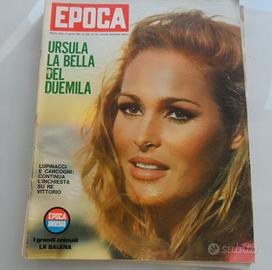 EPOCA
URSULA
LA BELLA
DEL
DUEMILA
LUPINACCI
E CANCOGNI:
CONTINUA
L'INCHIESTA
SU RE
VITTORIO
EPOCA
UNIVERSO
I grandi animali
LA BALENA
subito